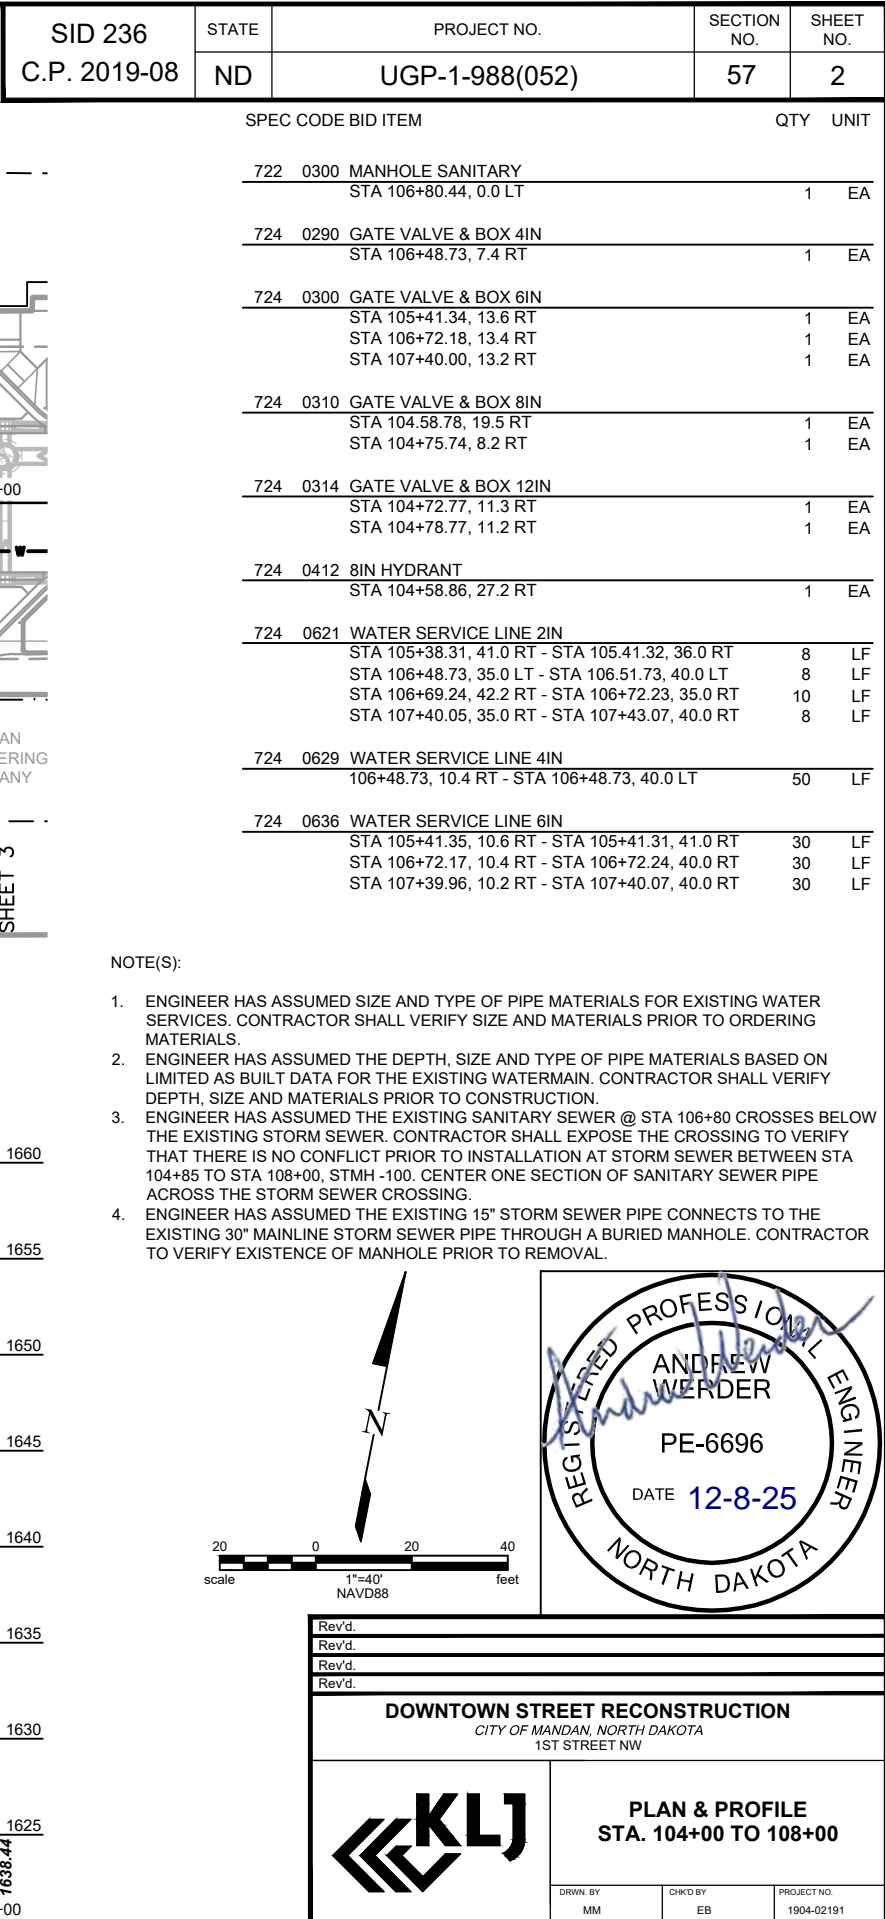 SID 236
C.P. 2019-08
STATE
PROJECT NO.
SECTION NO.
SHEET NO.
ND
UGP-1-988(052)
57
2
SPEC CODE BID ITEM QTY UNIT
722 0300 MANHOLE SANITARY
STA 106+80.44, 0.0 LT 1 EA
724 0290 GATE VALVE & BOX 4IN
STA 106+48.73, 7.4 RT 1 EA
724 0300 GATE VALVE & BOX 6IN
STA 105+41.34, 13.6 RT 1 EA
STA 106+72.18, 13.4 RT 1 EA
STA 107+40.00, 13.2 RT 1 EA
724 0310 GATE VALVE & BOX 8IN
STA 104.58.78, 19.5 RT 1 EA
STA 104+75.74, 8.2 RT 1 EA
724 0314 GATE VALVE & BOX 12IN
STA 104+72.77, 11.3 RT 1 EA
STA 104+78.77, 11.2 RT 1 EA
724 0412 8IN HYDRANT
STA 104+58.86, 27.2 RT 1 EA
724 0621 WATER SERVICE LINE 2IN
STA 105+38.31, 41.0 RT - STA 105.41.32, 36.0 RT 8 LF
STA 106+48.73, 35.0 LT - STA 106.51.73, 40.0 LT 8 LF
STA 106+69.24, 42.2 RT - STA 106+72.23, 35.0 RT 10 LF
STA 107+40.05, 35.0 RT - STA 107+43.07, 40.0 RT 8 LF
724 0629 WATER SERVICE LINE 4IN
106+48.73, 10.4 RT - STA 106+48.73, 40.0 LT 50 LF
724 0636 WATER SERVICE LINE 6IN
STA 105+41.35, 10.6 RT - STA 105+41.31, 41.0 RT 30 LF
STA 106+72.17, 10.4 RT - STA 106+72.24, 40.0 RT 30 LF
STA 107+39.96, 10.2 RT - STA 107+40.07, 40.0 RT 30 LF
+00
W
AN
ERING
ANY
SHEET 3
NOTE(S):
1. ENGINEER HAS ASSUMED SIZE AND TYPE OF PIPE MATERIALS FOR EXISTING WATER
SERVICES. CONTRACTOR SHALL VERIFY SIZE AND MATERIALS PRIOR TO ORDERING
MATERIALS.
2. ENGINEER HAS ASSUMED THE DEPTH, SIZE AND TYPE OF PIPE MATERIALS BASED ON
LIMITED AS BUILT DATA FOR THE EXISTING WATERMAIN. CONTRACTOR SHALL VERIFY
DEPTH, SIZE AND MATERIALS PRIOR TO CONSTRUCTION.
3. ENGINEER HAS ASSUMED THE EXISTING SANITARY SEWER @ STA 106+80 CROSSES BELOW
THE EXISTING STORM SEWER. CONTRACTOR SHALL EXPOSE THE CROSSING TO VERIFY
THAT THERE IS NO CONFLICT PRIOR TO INSTALLATION AT STORM SEWER BETWEEN STA
104+85 TO STA 108+00, STMH -100. CENTER ONE SECTION OF SANITARY SEWER PIPE
ACROSS THE STORM SEWER CROSSING.
4. ENGINEER HAS ASSUMED THE EXISTING 15" STORM SEWER PIPE CONNECTS TO THE
EXISTING 30" MAINLINE STORM SEWER PIPE THROUGH A BURIED MANHOLE. CONTRACTOR
TO VERIFY EXISTENCE OF MANHOLE PRIOR TO REMOVAL.
1660
1655
1650
1645
1640
1635
1630
1625
1638.44
+00
N
20 0 20 40
scale 1"=40' feet
NAVD88
REGISTERED PROFESSIONAL ENGINEER
Andrew Werder
ANDREW
WERDER
PE-6696
DATE 12-8-25
NORTH DAKOTA
Rev'd.
Rev'd.
Rev'd.
Rev'd.
DOWNTOWN STREET RECONSTRUCTION
CITY OF MANDAN, NORTH DAKOTA
1ST STREET NW
KLJ
PLAN & PROFILE
STA. 104+00 TO 108+00
DRWN. BY
MM
CHK'D BY
EB
PROJECT NO.
1904-02191